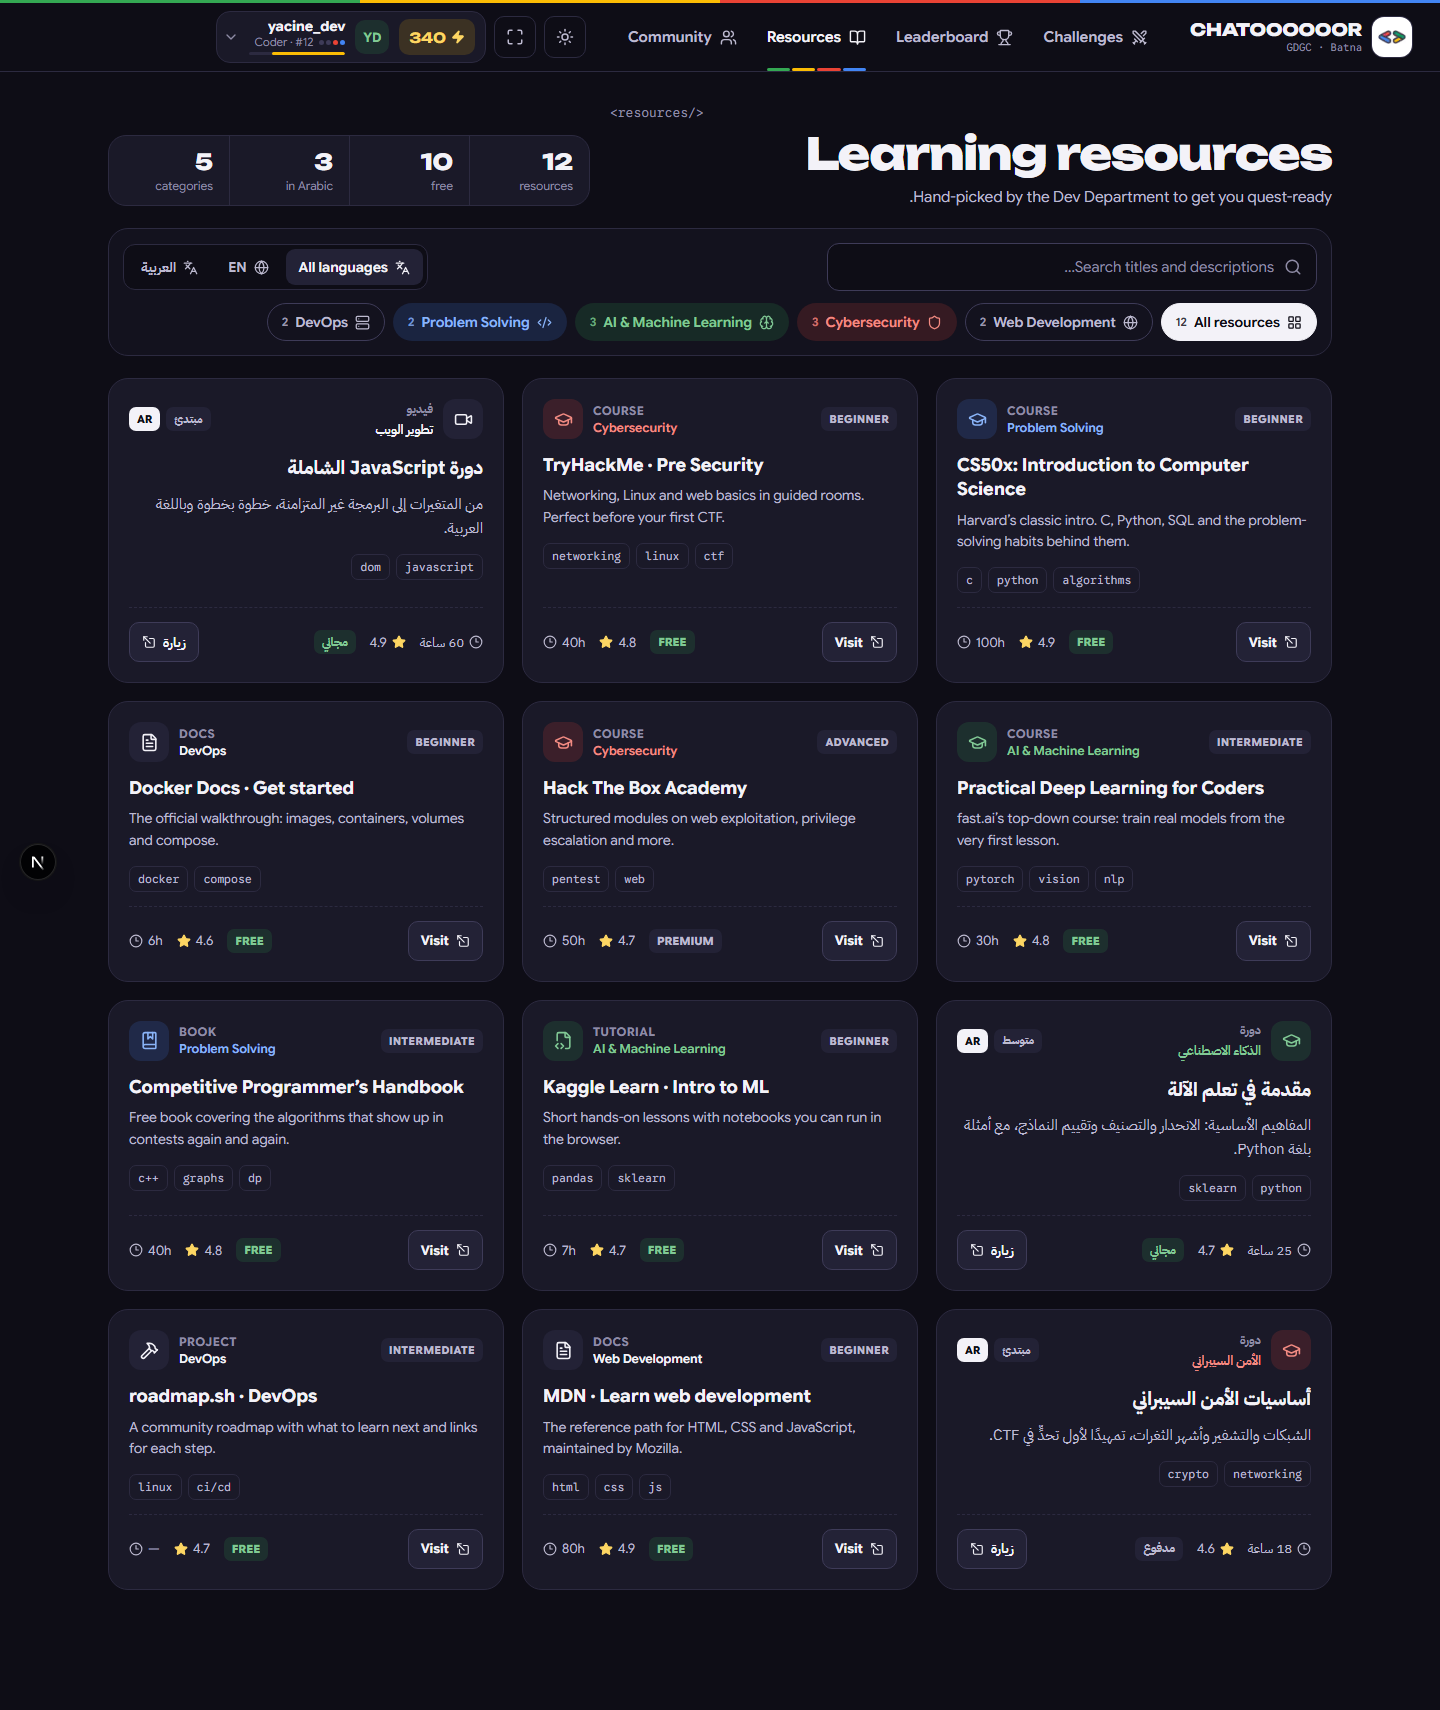 CHATOOOOOOR
GDGC · Batna
Challenges
Leaderboard
Resources
Community
340
YD
yacine_dev
Coder · #12
<resources/>
Learning resources
.Hand-picked by the Dev Department to get you quest-ready
12
resources
10
free
3
in Arabic
5
categories
...Search titles and descriptions
All languages
EN
العربية
All resources 12
Web Development 2
Cybersecurity 3
AI & Machine Learning 3
Problem Solving 2
DevOps 2
COURSE
Problem Solving
BEGINNER
CS50x: Introduction to Computer
Science
Harvard’s classic intro. C, Python, SQL and the problem-
solving habits behind them.
c python algorithms
100h 4.9 FREE
Visit
COURSE
Cybersecurity
BEGINNER
TryHackMe · Pre Security
Networking, Linux and web basics in guided rooms.
Perfect before your first CTF.
networking linux ctf
40h 4.8 FREE
Visit
فيديو
تطوير الويب
مبتدئ
AR
دورة JavaScript الشاملة
من المتغيرات إلى البرمجة غير المتزامنة، خطوة بخطوة وباللغة
العربية.
javascript dom
60 ساعة 4.9 مجاني
زيارة
COURSE
AI & Machine Learning
INTERMEDIATE
Practical Deep Learning for Coders
fast.ai’s top-down course: train real models from the
very first lesson.
pytorch vision nlp
30h 4.8 FREE
Visit
COURSE
Cybersecurity
ADVANCED
Hack The Box Academy
Structured modules on web exploitation, privilege
escalation and more.
pentest web
50h 4.7 PREMIUM
Visit
DOCS
DevOps
BEGINNER
Docker Docs · Get started
The official walkthrough: images, containers, volumes
and compose.
docker compose
6h 4.6 FREE
Visit
دورة
الذكاء الاصطناعي
متوسط
AR
مقدمة في تعلم الآلة
المفاهيم الأساسية: الانحدار والتصنيف وتقييم النماذج، مع أمثلة
بلغة Python.
python sklearn
25 ساعة 4.7 مجاني
زيارة
TUTORIAL
AI & Machine Learning
BEGINNER
Kaggle Learn · Intro to ML
Short hands-on lessons with notebooks you can run in
the browser.
pandas sklearn
7h 4.7 FREE
Visit
BOOK
Problem Solving
INTERMEDIATE
Competitive Programmer’s Handbook
Free book covering the algorithms that show up in
contests again and again.
c++ graphs dp
40h 4.8 FREE
Visit
دورة
الأمن السيبراني
مبتدئ
AR
أساسيات الأمن السيبراني
الشبكات والتشفير وأشهر الثغرات، تمهيدًا لأول تحدٍّ في CTF.
networking crypto
18 ساعة 4.6 مدفوع
زيارة
DOCS
Web Development
BEGINNER
MDN · Learn web development
The reference path for HTML, CSS and JavaScript,
maintained by Mozilla.
html css js
80h 4.9 FREE
Visit
PROJECT
DevOps
INTERMEDIATE
roadmap.sh · DevOps
A community roadmap with what to learn next and links
for each step.
linux ci/cd
— 4.7 FREE
Visit
N